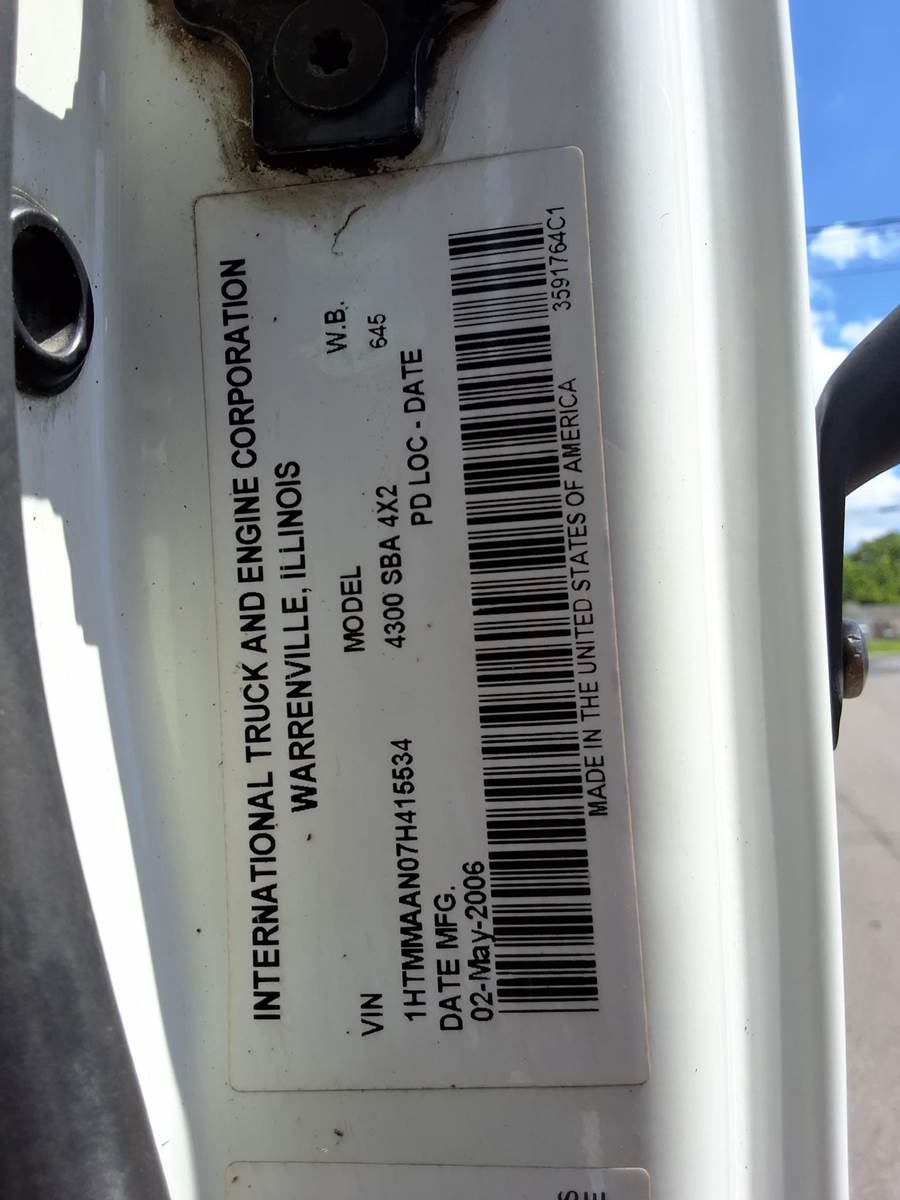 INTERNATIONAL TRUCK AND ENGINE CORPORATION
WARRENVILLE, ILLINOIS
VIN MODEL W.B.
1HTMMAAN07H415534 4300 SBA 4X2 645
DATE MFG. PD LOC - DATE
02-May-2006
MADE IN THE UNITED STATES OF AMERICA 3591764C1